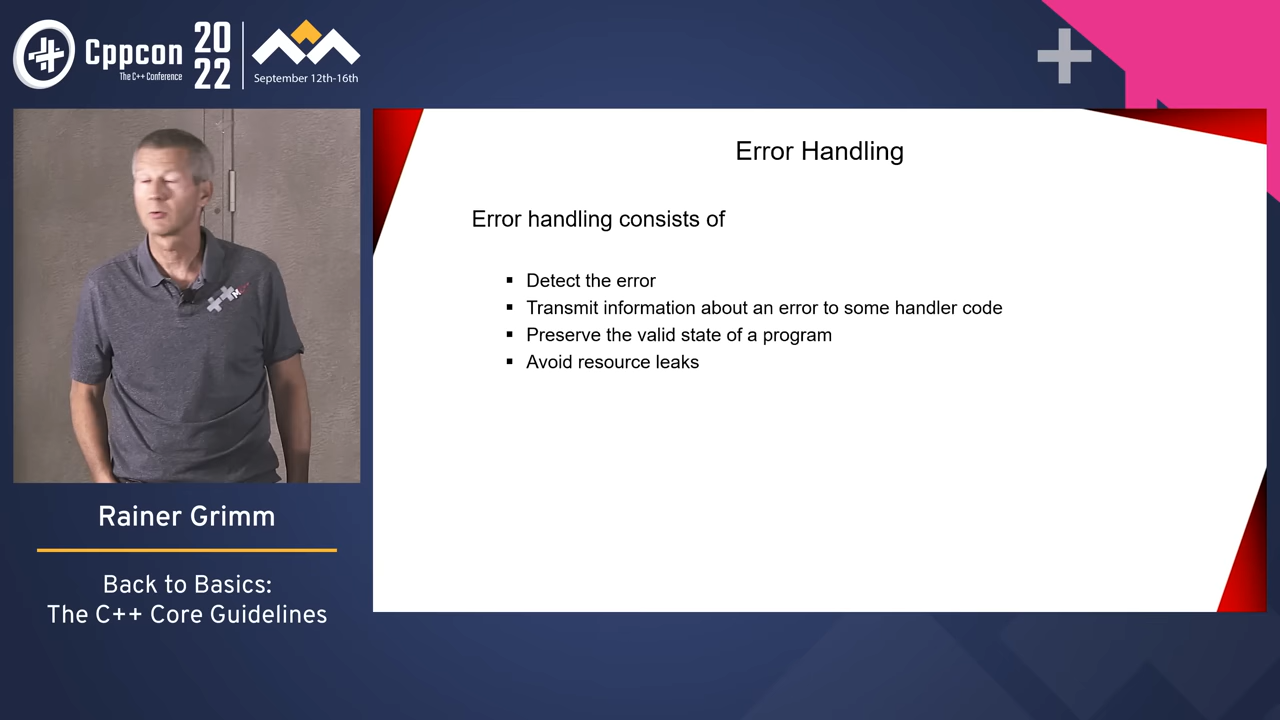 Cppcon
The C++ Conference
20
22
September 12th-16th
Error Handling
Error handling consists of
▪ Detect the error
▪ Transmit information about an error to some handler code
▪ Preserve the valid state of a program
▪ Avoid resource leaks
Rainer Grimm
Back to Basics:
The C++ Core Guidelines